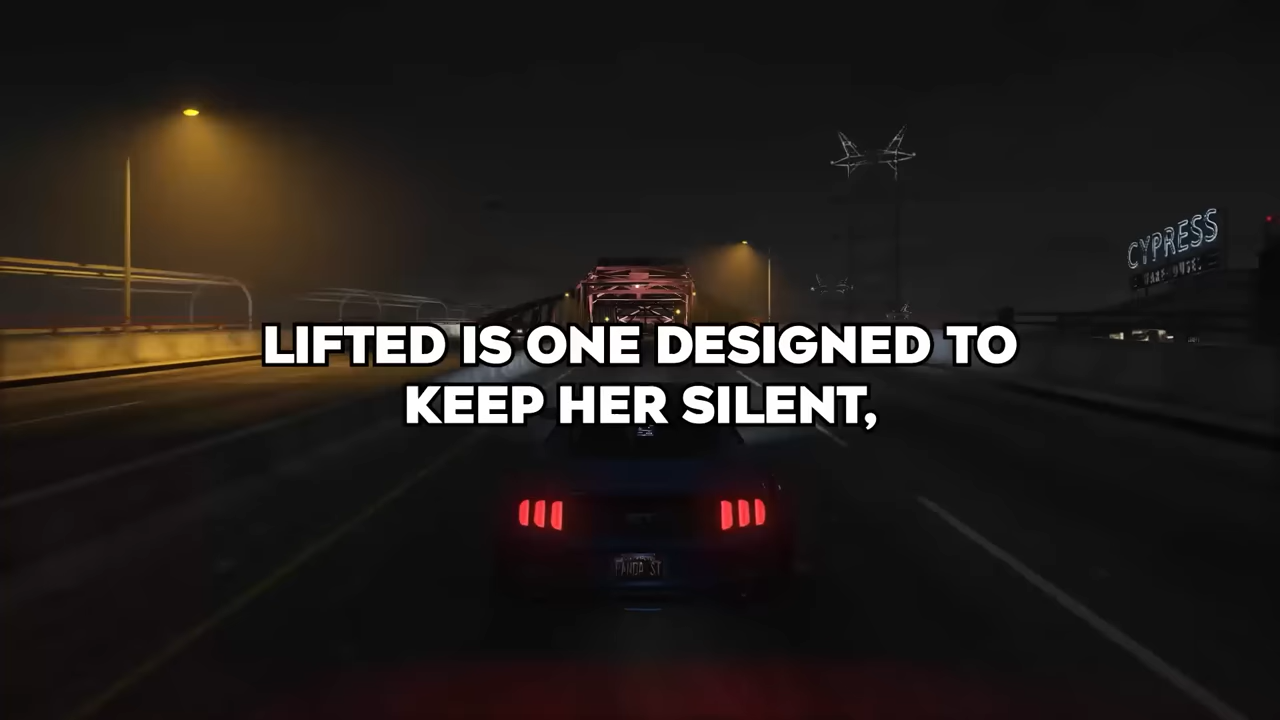 CYPRESS
LIFTED IS ONE DESIGNED TO
KEEP HER SILENT,